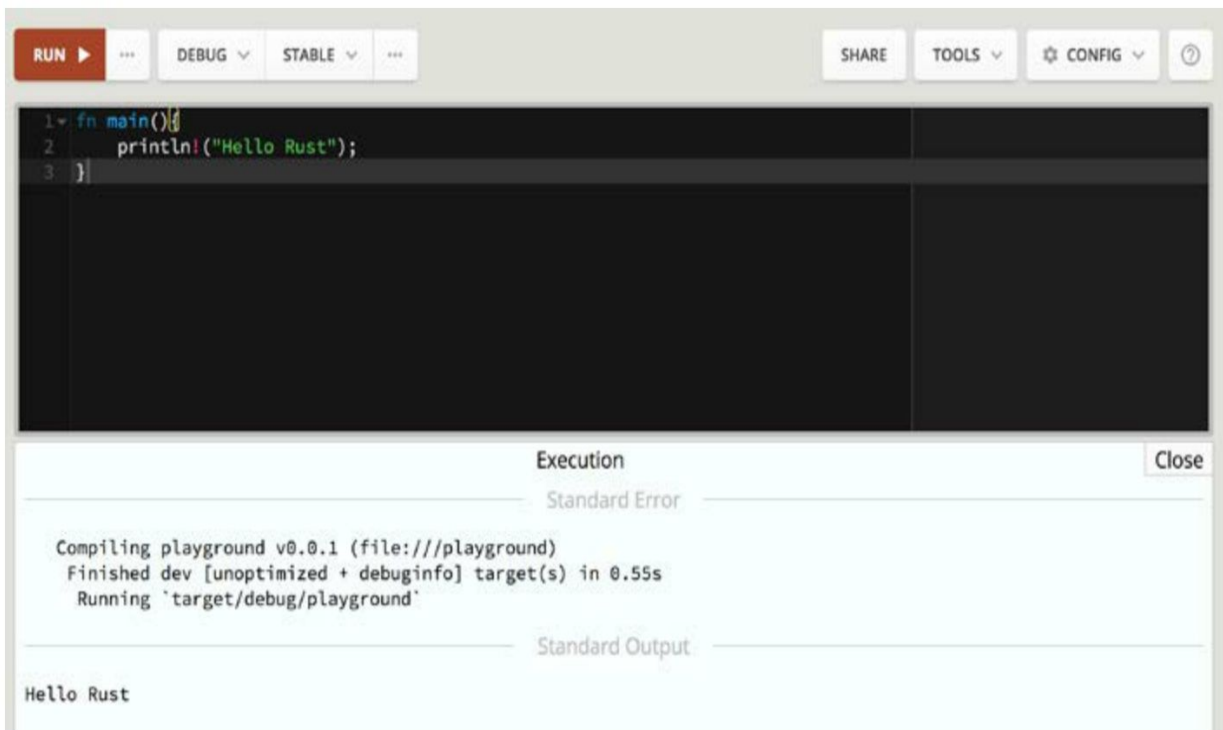 RUN ▶ ... DEBUG STABLE ... SHARE TOOLS CONFIG ?
1 fn main(){
2 println!("Hello Rust");
3 }
Execution Close
Standard Error
Compiling playground v0.0.1 (file:///playground)
Finished dev [unoptimized + debuginfo] target(s) in 0.55s
Running `target/debug/playground`
Standard Output
Hello Rust